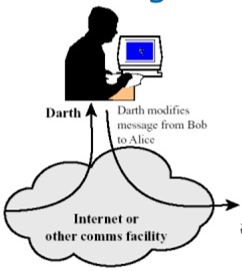 Darth
Darth modifies
message from Bob
to Alice
Internet or
other comms facility